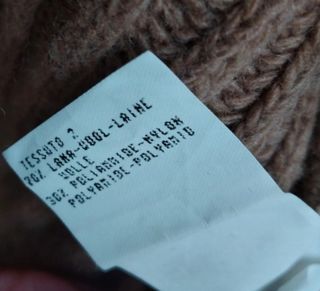 TESSUTO 2
70% LANA-WOOL-LAINE
WOLLE
30% POLIAMMIDE-NYLON
POLYAMIDE-POLYAMID